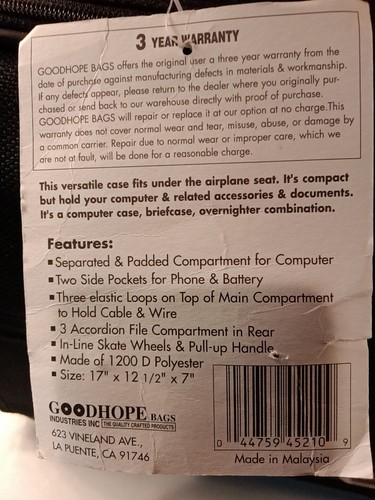 3 YEAR WARRANTY
GOODHOPE BAGS offers the original user a three year warranty from the
date of purchase against manufacturing defects in materials & workmanship.
If any defects appear, please return to the dealer where you originally pur-
chased or send back to our warehouse directly with proof of purchase.
GOODHOPE BAGS will repair or replace it at our option at no charge.This
warranty does not cover normal wear and tear, misuse, abuse, or damage by
a common carrier. Repair due to normal wear or improper care, which we
are not at fault, will be done for a reasonable charge.
This versatile case fits under the airplane seat. It's compact
but hold your computer & related accessories & documents.
It's a computer case, briefcase, overnighter combination.
Features:
▪ Separated & Padded Compartment for Computer
▪ Two Side Pockets for Phone & Battery
▪ Three elastic Loops on Top of Main Compartment
to Hold Cable & Wire
▪ 3 Accordion File Compartment in Rear
▪ In-Line Skate Wheels & Pull-up Handle
▪ Made of 1200 D Polyester
▪ Size: 17" x 12 1/2" x 7"
GOODHOPE BAGS
INDUSTRIES INC THE QUALITY CRAFTED PRODUCTS
623 VINELAND AVE.,
LA PUENTE, CA 91746
0 44759 45210 9
Made in Malaysia